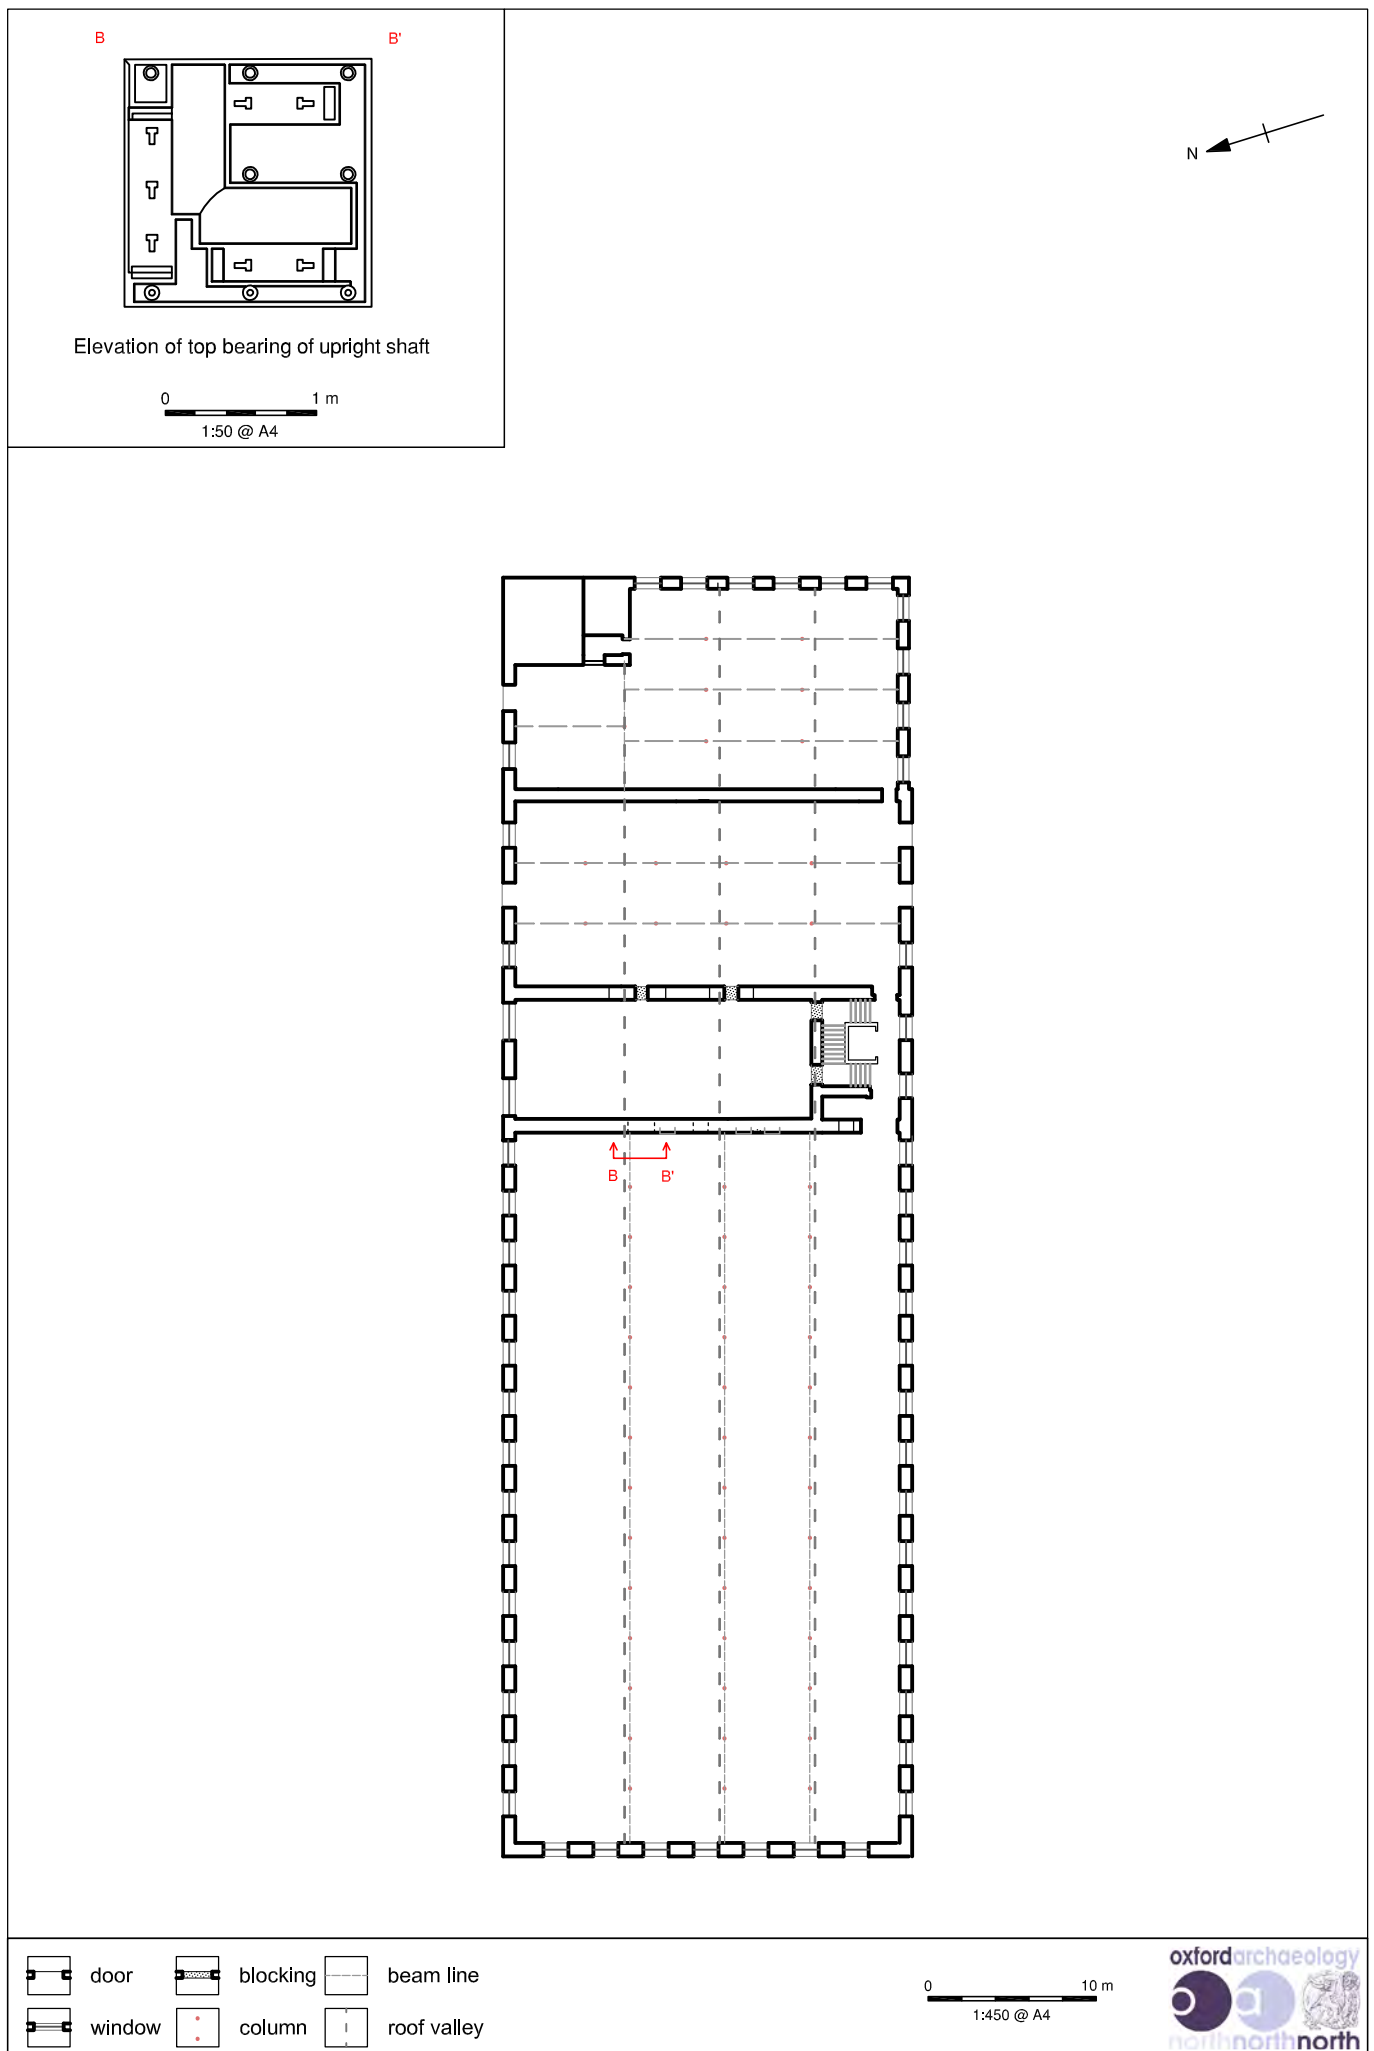 B B'
Elevation of top bearing of upright shaft
0 1 m
1:50 @ A4
N
B B'
door blocking beam line
window column roof valley
0 10 m
1:450 @ A4
oxfordarchaeology
o a
northnorthnorth